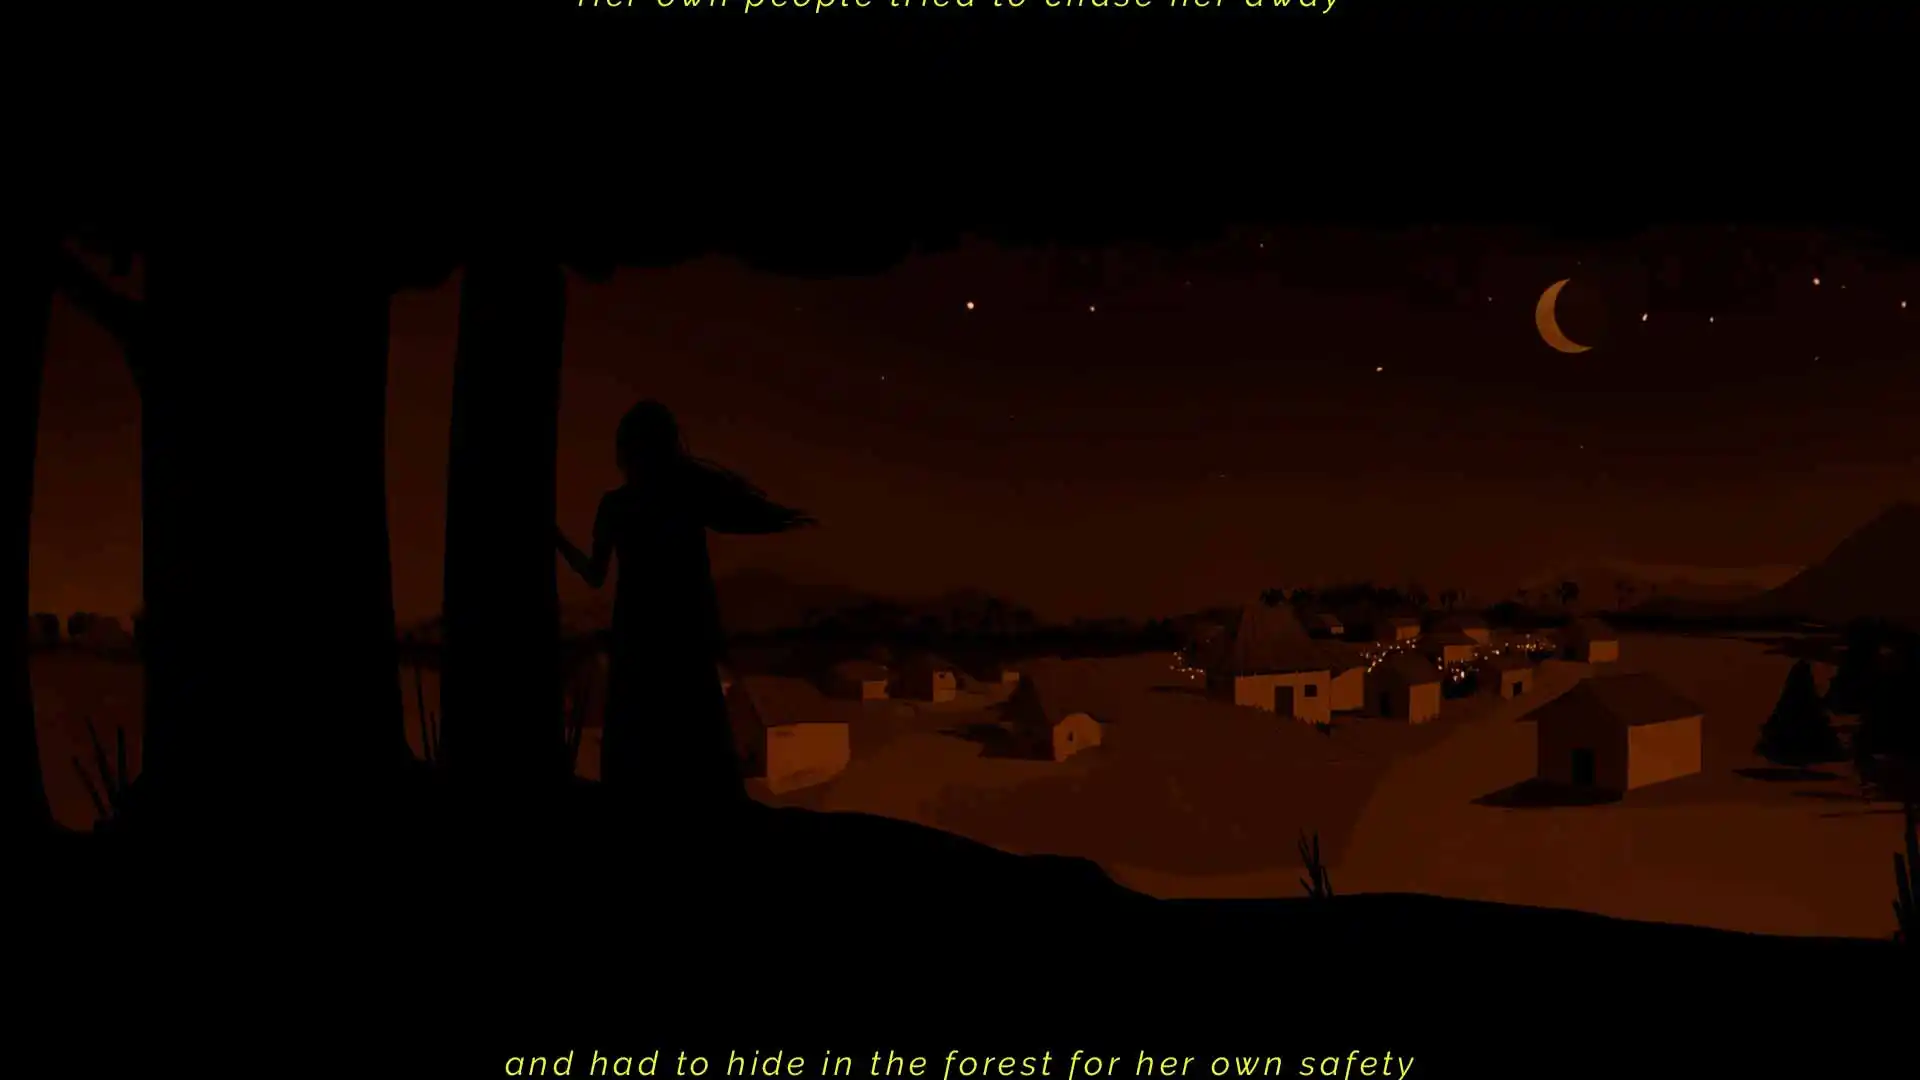 Her own people tried to chase her away
and had to hide in the forest for her own safety